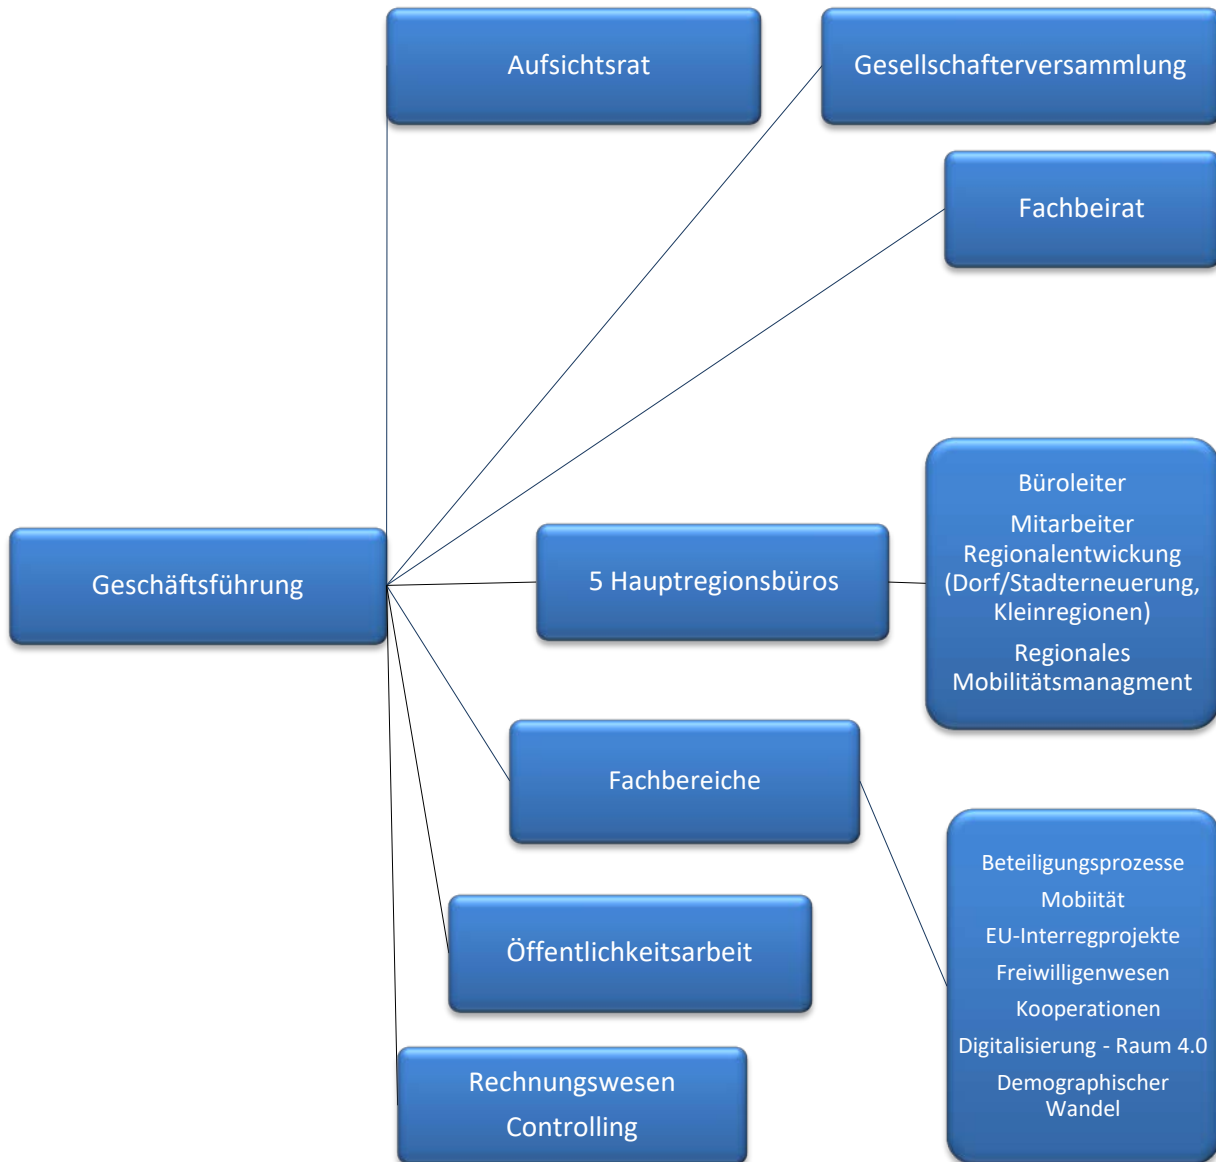 Aufsichtsrat
Gesellschafterversammlung
Fachbeirat
Geschäftsführung
5 Hauptregionsbüros
Büroleiter
Mitarbeiter
Regionalentwickung
(Dorf/Stadterneuerung,
Kleinregionen)
Regionales
Mobilitätsmanagment
Fachbereiche
Beteiligungsprozesse
Mobiität
EU-Interregprojekte
Freiwilligenwesen
Kooperationen
Digitalisierung - Raum 4.0
Demographischer
Wandel
Öffentlichkeitsarbeit
Rechnungswesen
Controlling